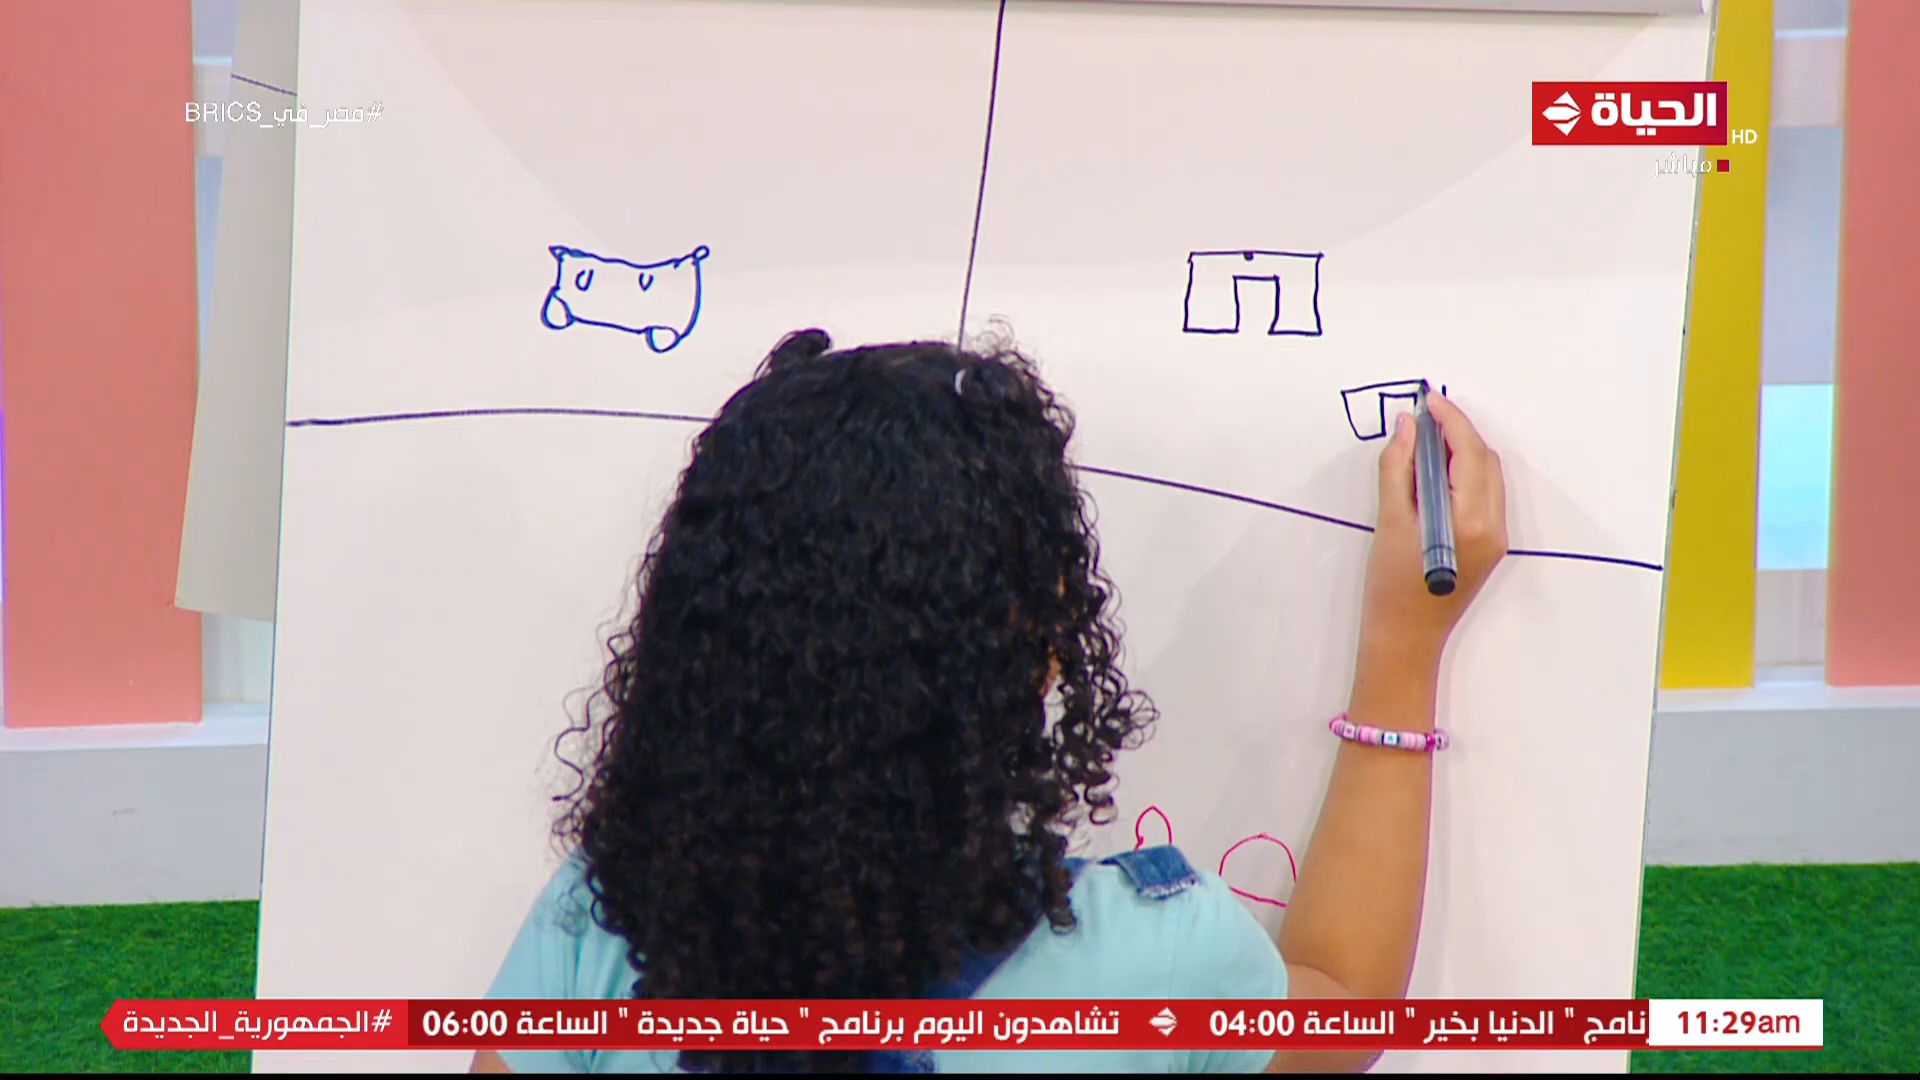 #مصر_في_BRICS
الحياة
HD
مباشر
#الجمهورية_الجديدة
تشاهدون اليوم برنامج " حياة جديدة " الساعة 06:00
" الدنيا بخير " الساعة 04:00
11:29am